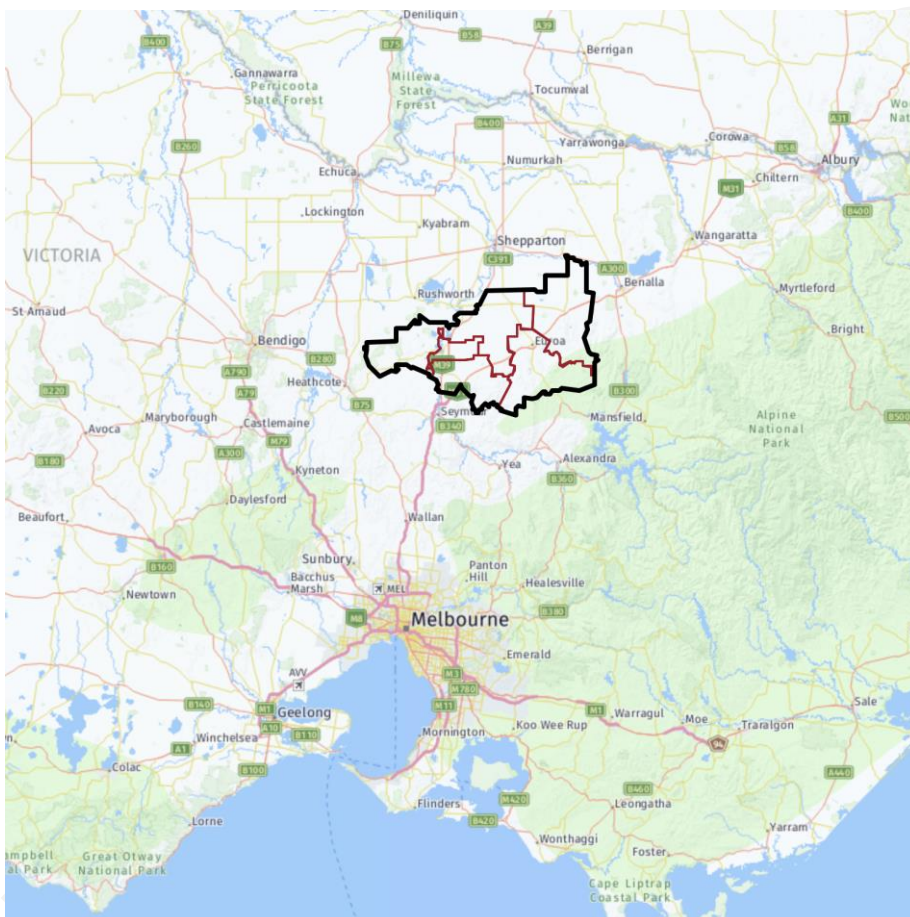 Deniliquin
B400
B75
B58
A39
Berrigan
Gannawarra
Perricoota
State Forest
Millewa
State
Forest
Tocumwal
B400
Yarrawonga
Corowa
A31
B58
Albury
B260
Echuca
Numurkah
Chiltern
M31
Lockington
Kyabram
B400
VICTORIA
Shepparton
Wangaratta
C391
A300
Benalla
Myrtleford
St Arnaud
Rushworth
Bright
Bendigo
Euroa
B280
A790
M39
Heathcote
B300
B220
A79
B75
Seymour
Mansfield
Alpine
National
Park
B500
Maryborough
Castlemaine
B340
Avoca
M79
A300
B180
Kyneton
Yea
Alexandra
B360
Daylesford
Beaufort
Wallan
Sunbury
Panton
Hill
B160
Bacchus
Marsh
MEL
Healesville
Newtown
M8
Melbourne
B380
Emerald
AVV
M3
M780
B140
M1
Geelong
M11
M1
Warragul
Moe
Sale
A10
Koo Wee Rup
Traralgon
Winchelsea
B110
Mornington
A1
94
Colac
B100
A440
B460
Flinders
M420
Leongatha
Lorne
B420
Yarram
Wonthaggi
Great Otway
National Park
Foster
Cape Liptrap
Coastal Park